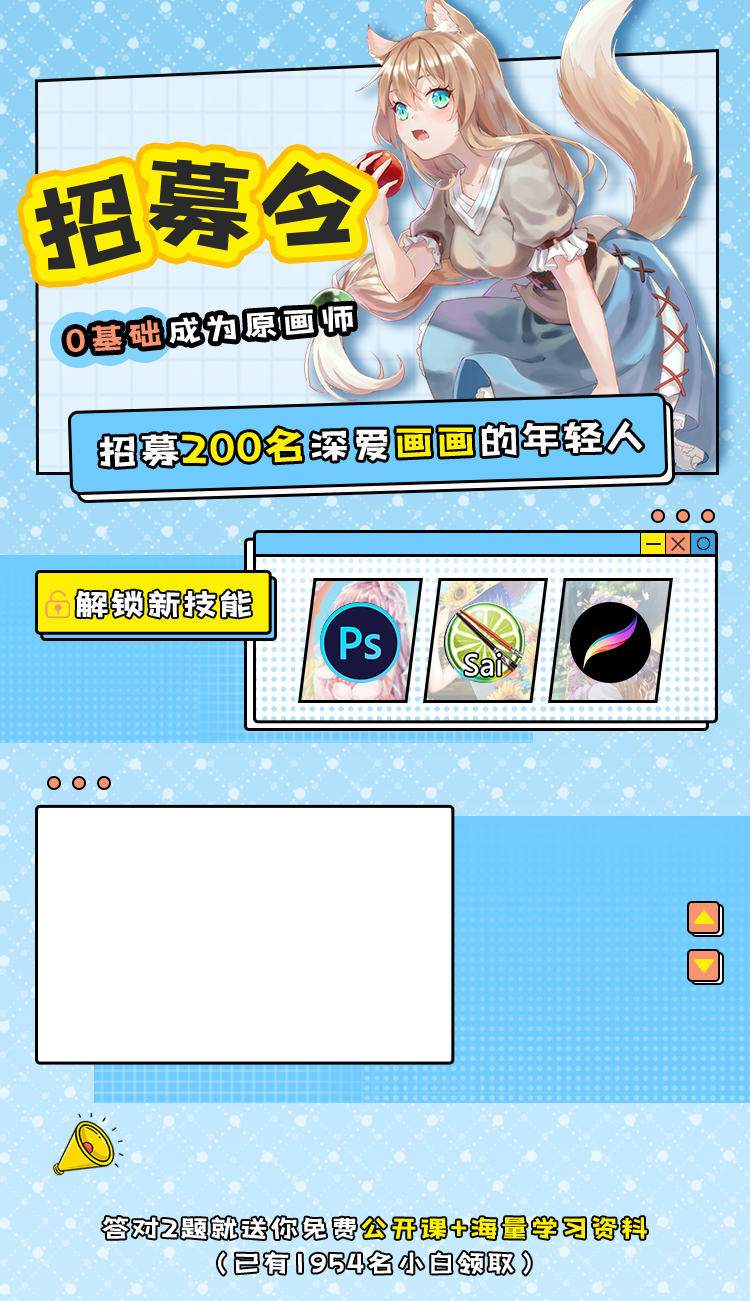 招募令
0基础成为原画师
招募200名深爱画画的年轻人
解锁新技能
Ps
Sai
答对2题就送你免费公开课+海量学习资料
(已有1954名小白领取)